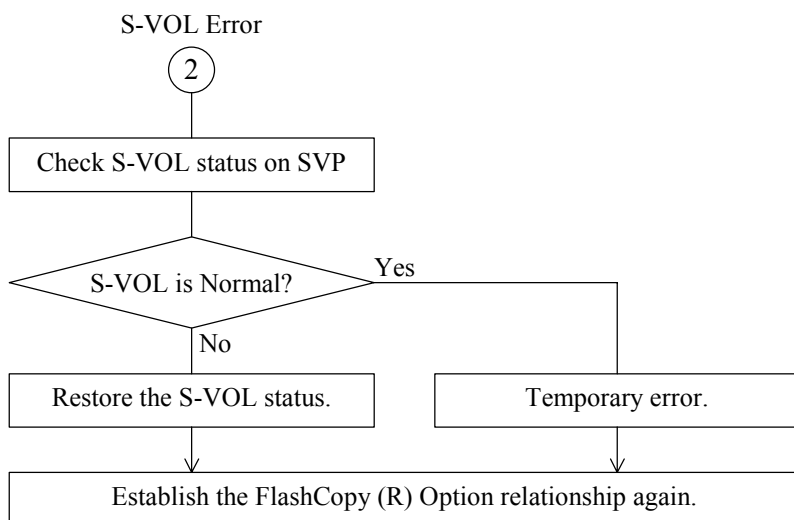 S-VOL Error
2
Check S-VOL status on SVP
S-VOL is Normal?
Yes
No
Restore the S-VOL status.
Temporary error.
Establish the FlashCopy (R) Option relationship again.